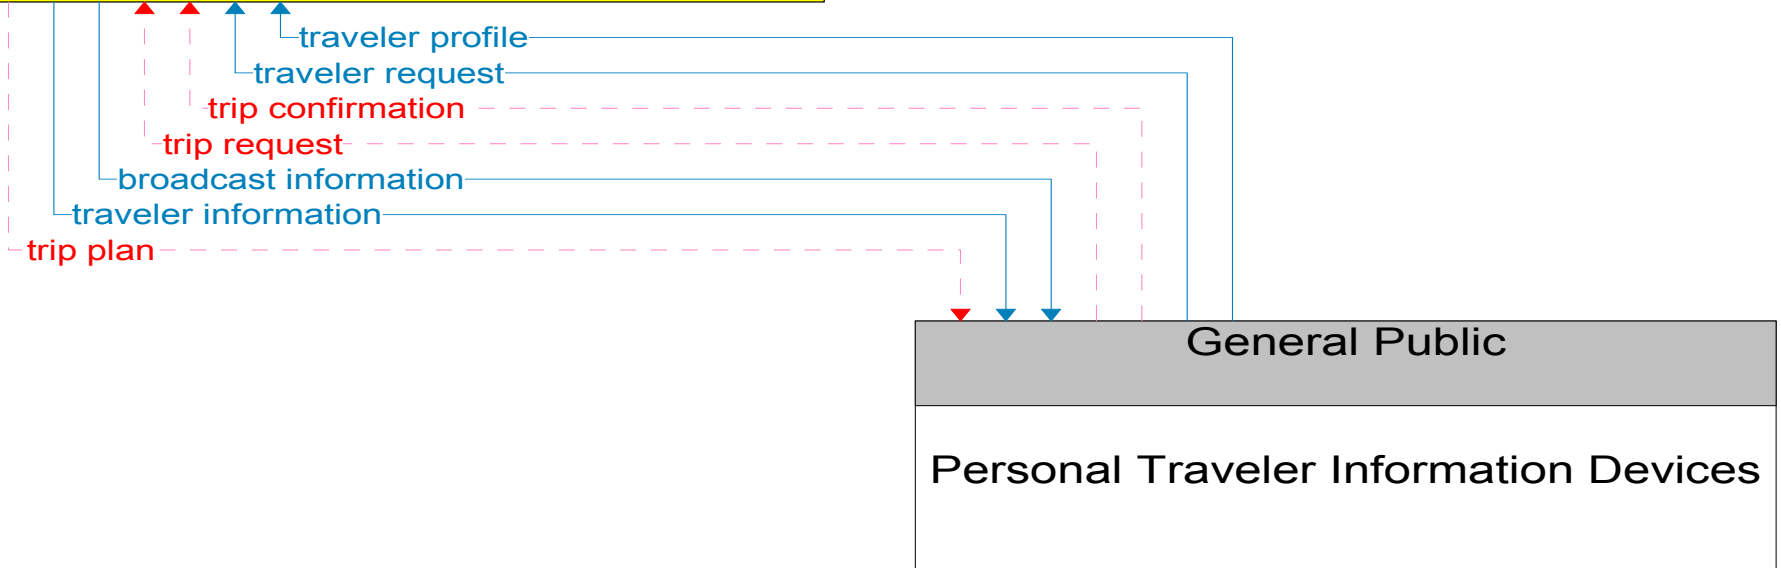 traveler profile
traveler request
trip confirmation
trip request
broadcast information
traveler information
trip plan
General Public
Personal Traveler Information Devices